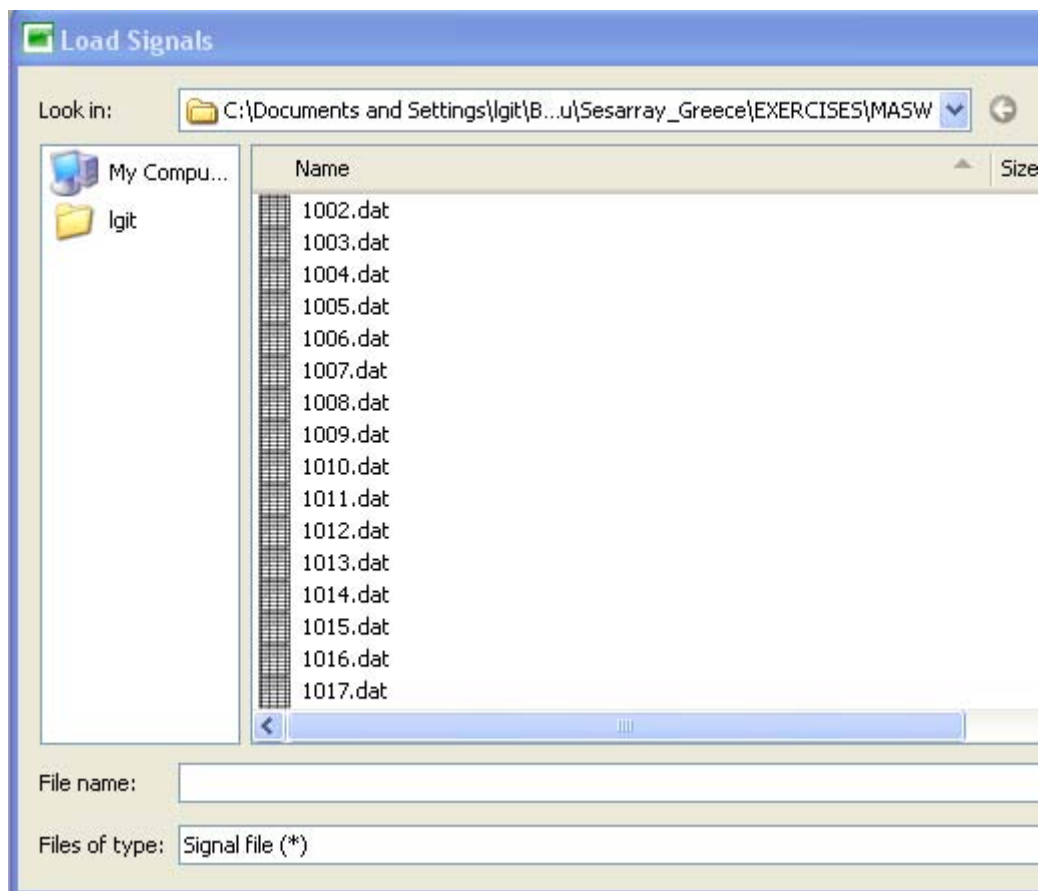 Load Signals
Look in:
C:\Documents and Settings\lgit\B...u\Sesarray_Greece\EXERCISES\MASW
My Compu...
lgit
Name
Size
1002.dat
1003.dat
1004.dat
1005.dat
1006.dat
1007.dat
1008.dat
1009.dat
1010.dat
1011.dat
1012.dat
1013.dat
1014.dat
1015.dat
1016.dat
1017.dat
File name:
Files of type:
Signal file (*)